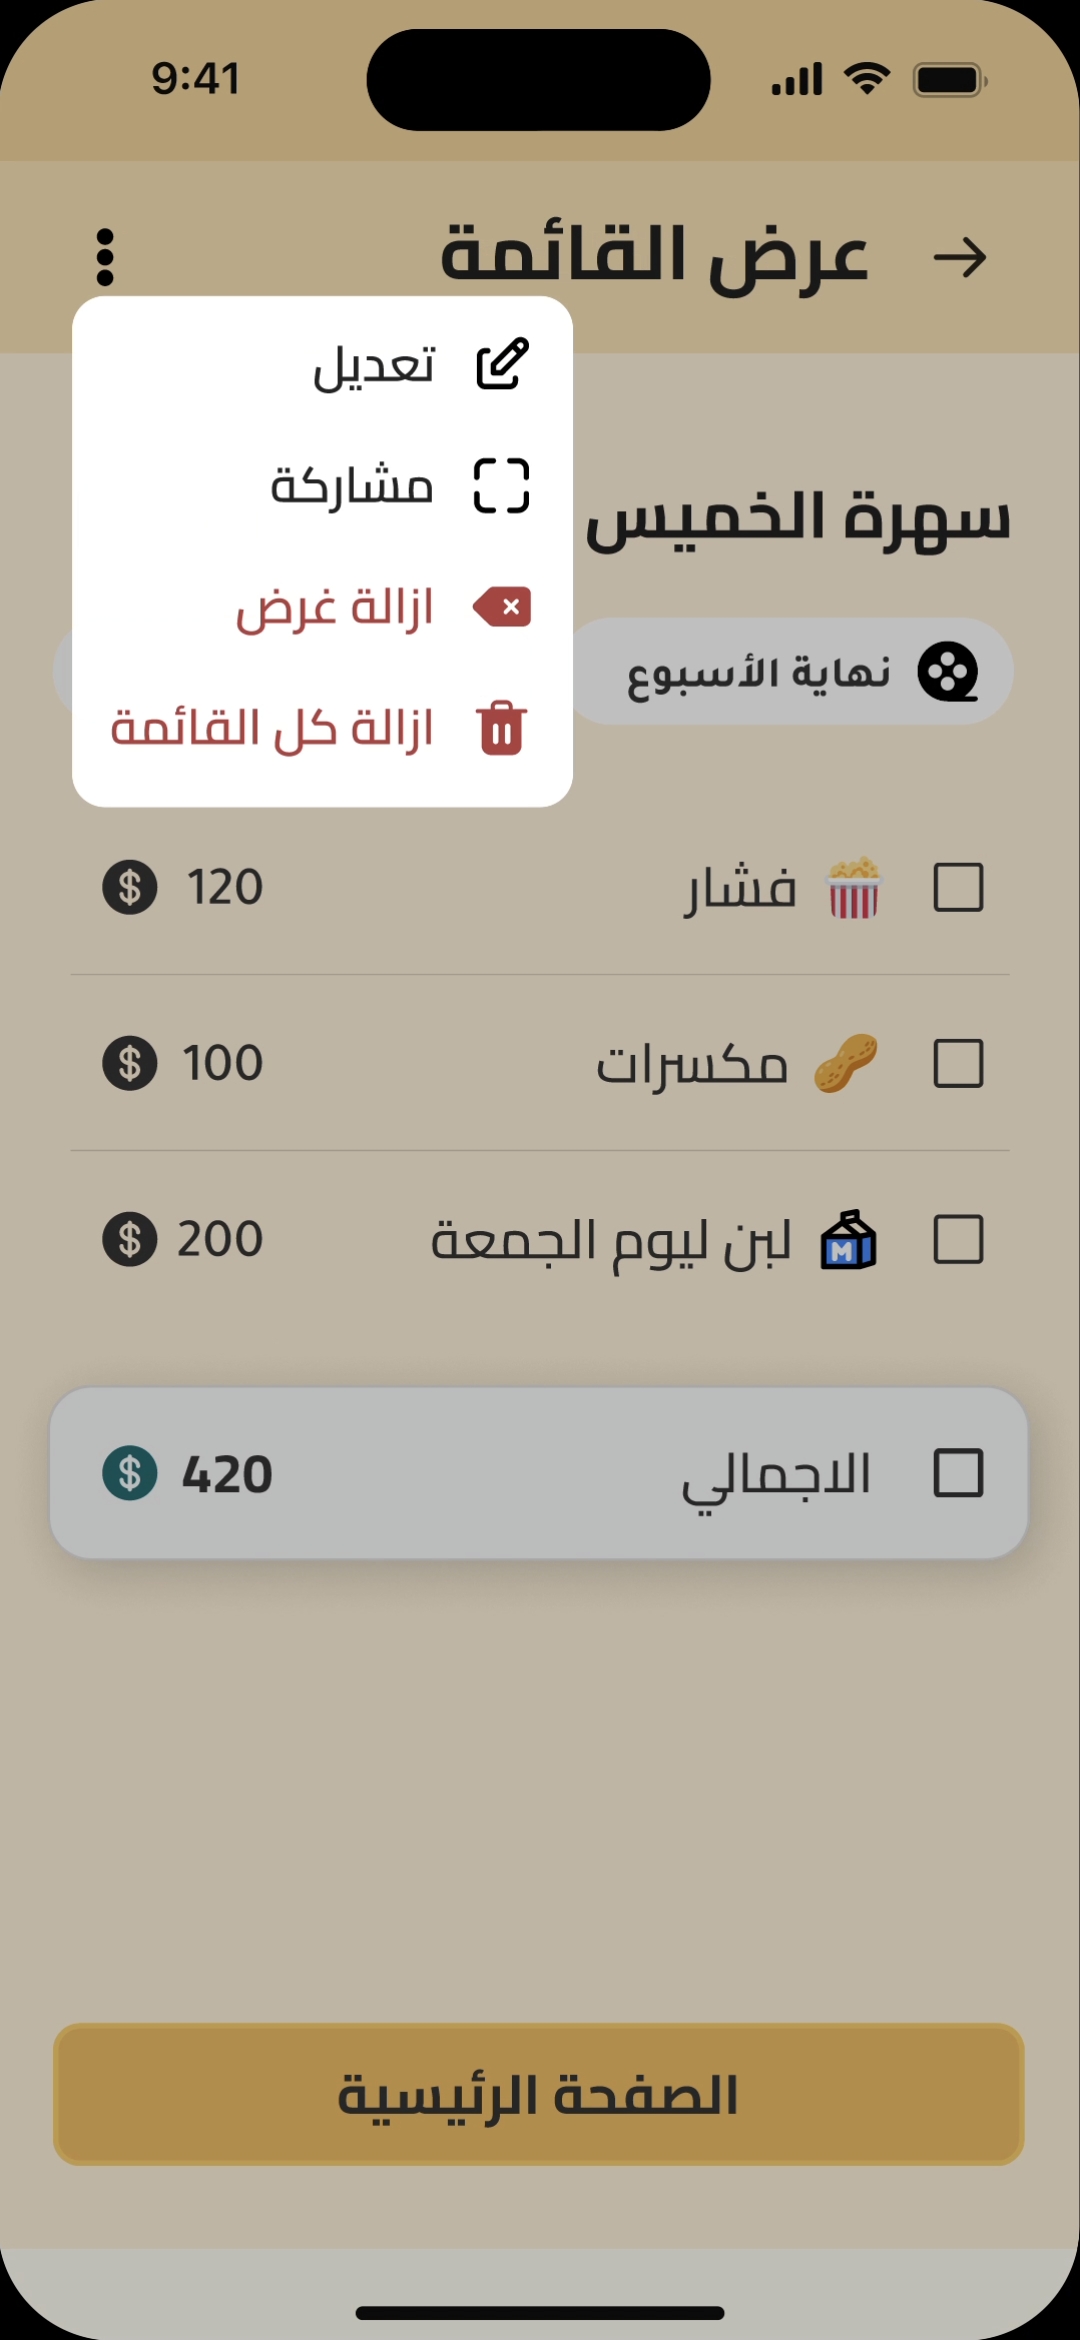 9:41
عرض القائمة
تعديل
مشاركة
ازالة غرض
ازالة كل القائمة
سهرة الخميس
نهاية الأسبوع
فشار 120 $
مكسرات 100 $
M لبن ليوم الجمعة 200 $
الاجمالي 420 $
الصفحة الرئيسية